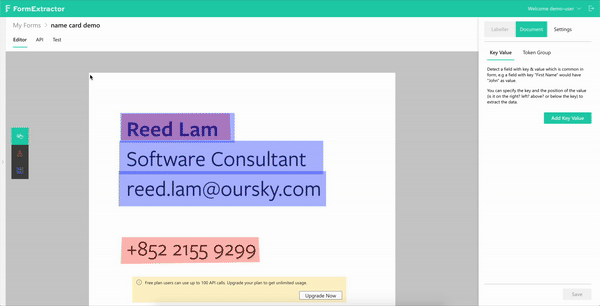 FormExtractor
Welcome demo-user
My Forms > name card demo
Editor API Test
Labeller Document Settings
Key Value Token Group
Detect a field with key & value which is common in
form, e.g a field with key "First Name" would have
"John" as value.
You can specify the key and the position of the value
(is it on the right? left? above? or below the key) to
extract the data.
Add Key Value
Reed Lam
Software Consultant
reed.lam@oursky.com
+852 2155 9299
Free plan users can use up to 100 API calls. Upgrade your plan to get unlimited usage.
Upgrade Now
Save